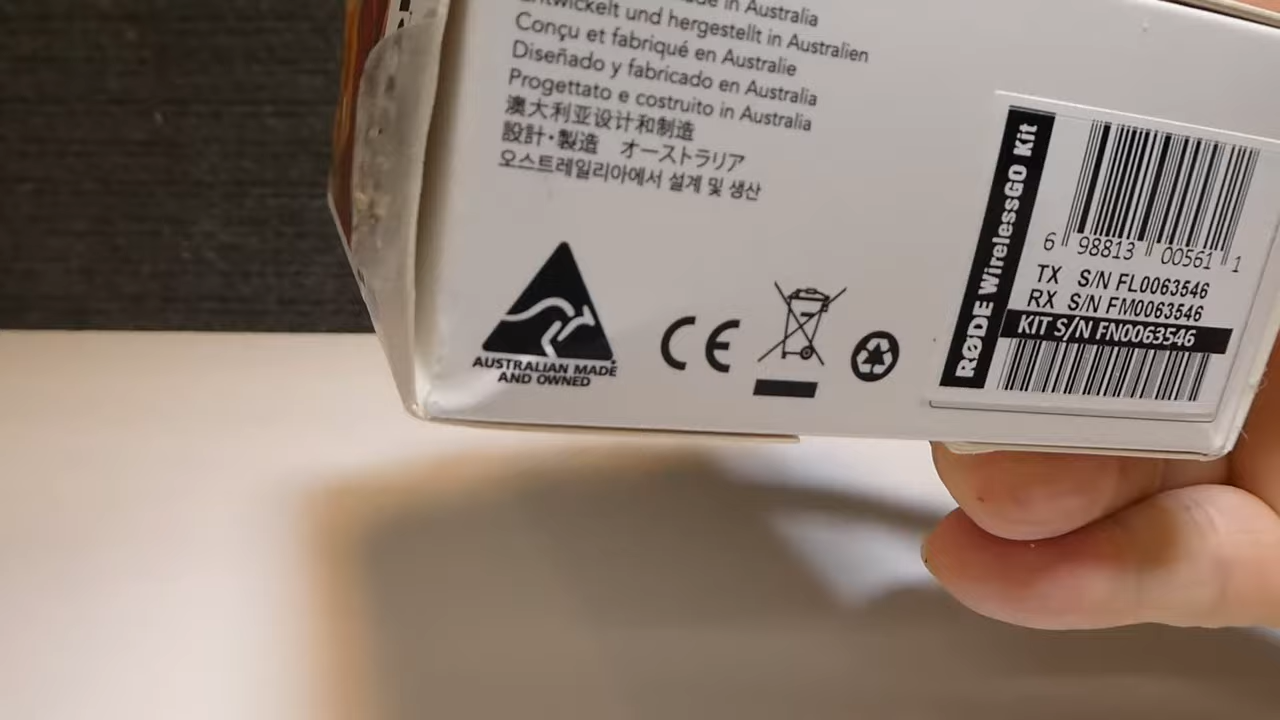 in Australia
Entwickelt und hergestellt in Australien
Conçu et fabriqué en Australie
Diseñado y fabricado en Australia
Progettato e costruito in Australia
澳大利亚设计和制造
設計・製造 オーストラリア
오스트레일리아에서 설계 및 생산
AUSTRALIAN MADE
AND OWNED
CE
RØDE WirelessGO Kit
6 98813 00561 1
TX S/N FL0063546
RX S/N FM0063546
KIT S/N FN0063546